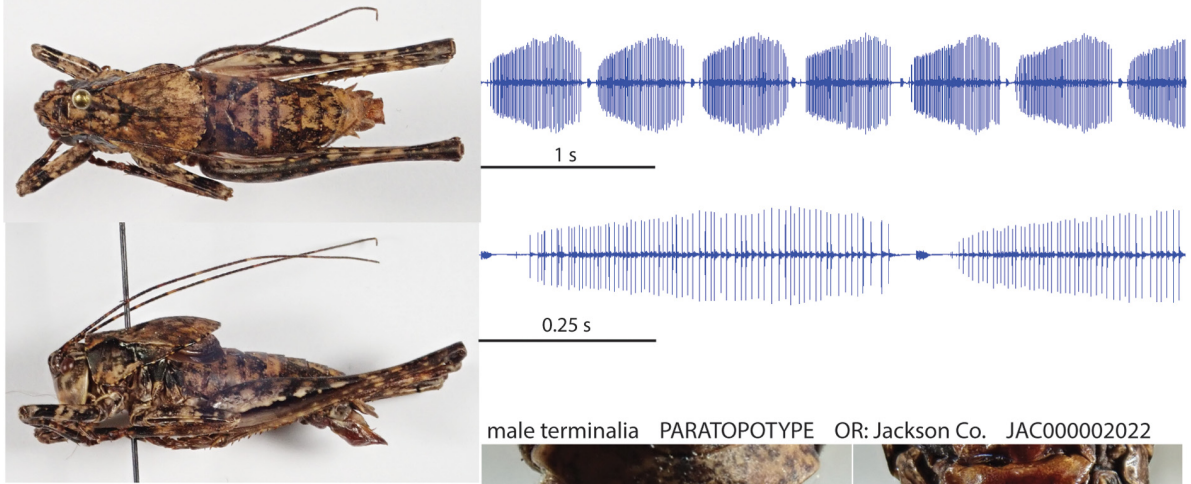 1 s
0.25 s
male terminalia PARATOPOTYPE OR: Jackson Co. JAC000002022